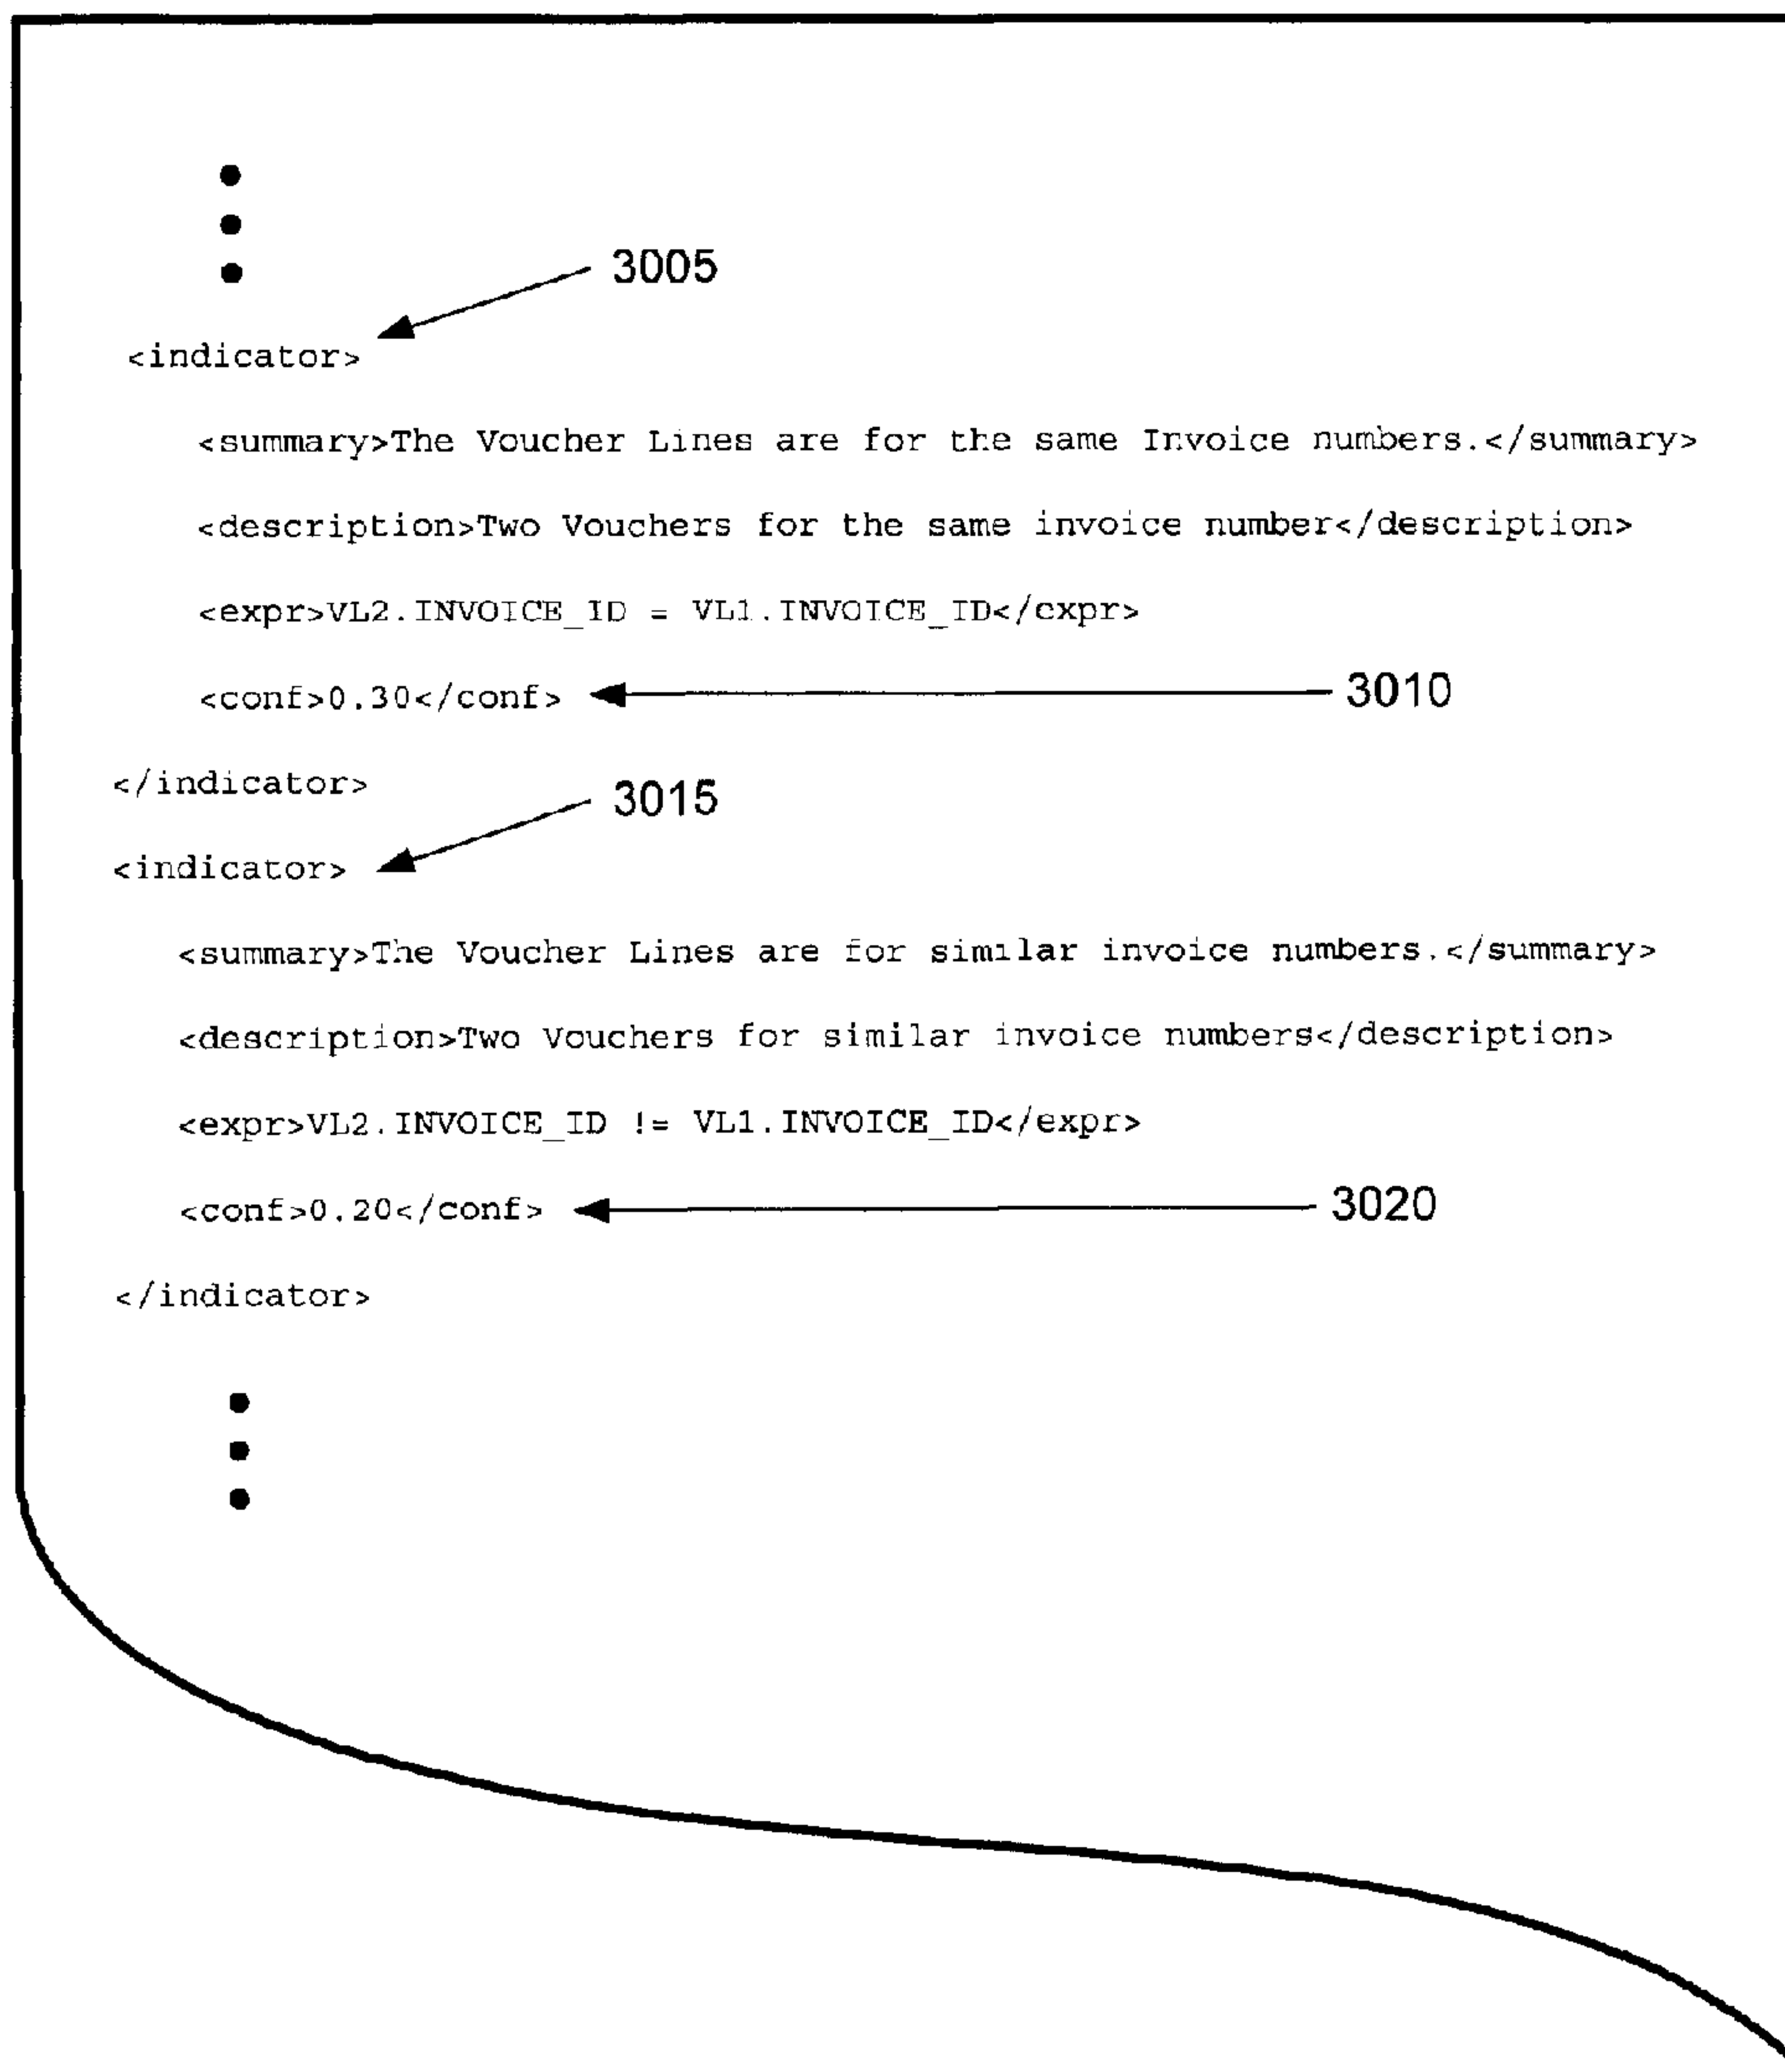 3005
<indicator>
<summary>The Voucher Lines are for the same Invoice numbers.</summary>
<description>Two Vouchers for the same invoice number</description>
<expr>VL2.INVOICE_ID = VL1.INVOICE_ID</expr>
<conf>0.30</conf> 3010
</indicator>
3015
<indicator>
<summary>The Voucher Lines are for similar invoice numbers.</summary>
<description>Two Vouchers for similar invoice numbers</description>
<expr>VL2.INVOICE_ID != VL1.INVOICE_ID</expr>
<conf>0.20</conf> 3020
</indicator>